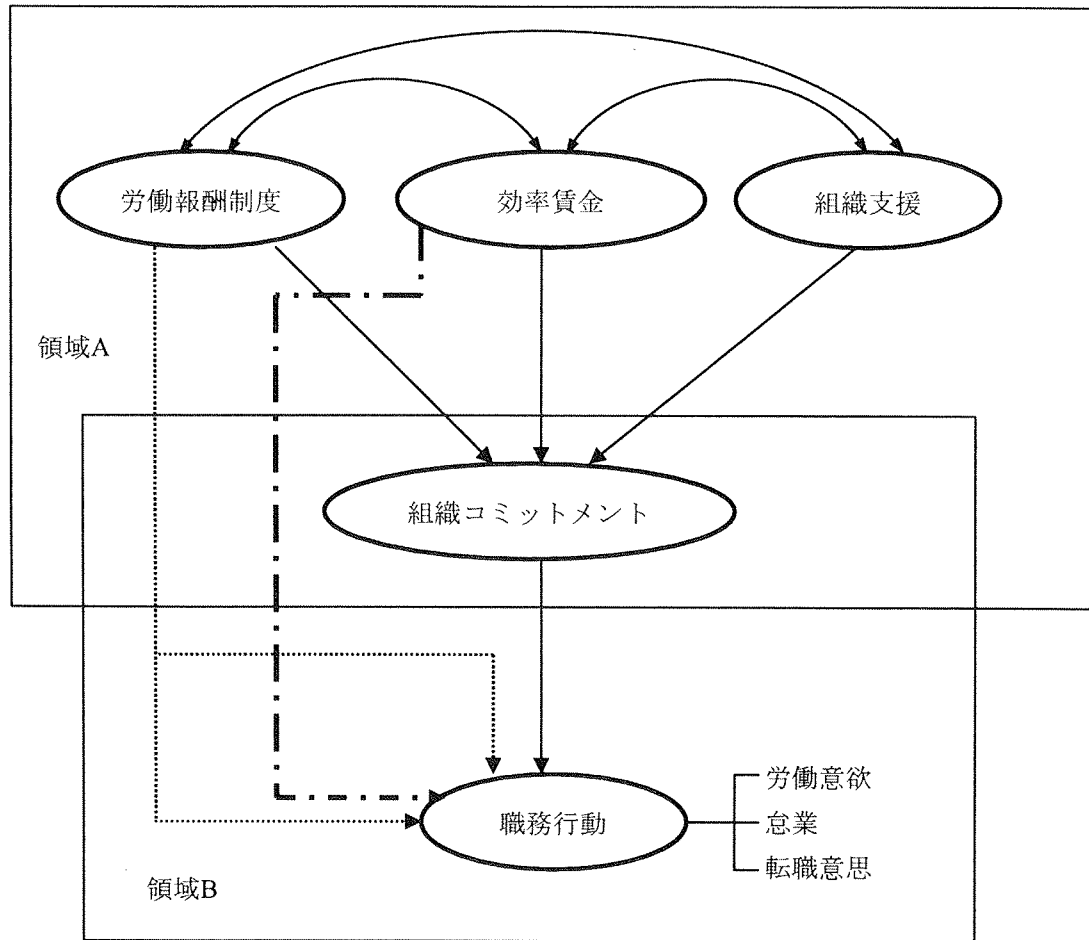 労働報酬制度
効率賃金
組織支援
領域A
組織コミットメント
職務行動
労働意欲
怠業
転職意思
領域B